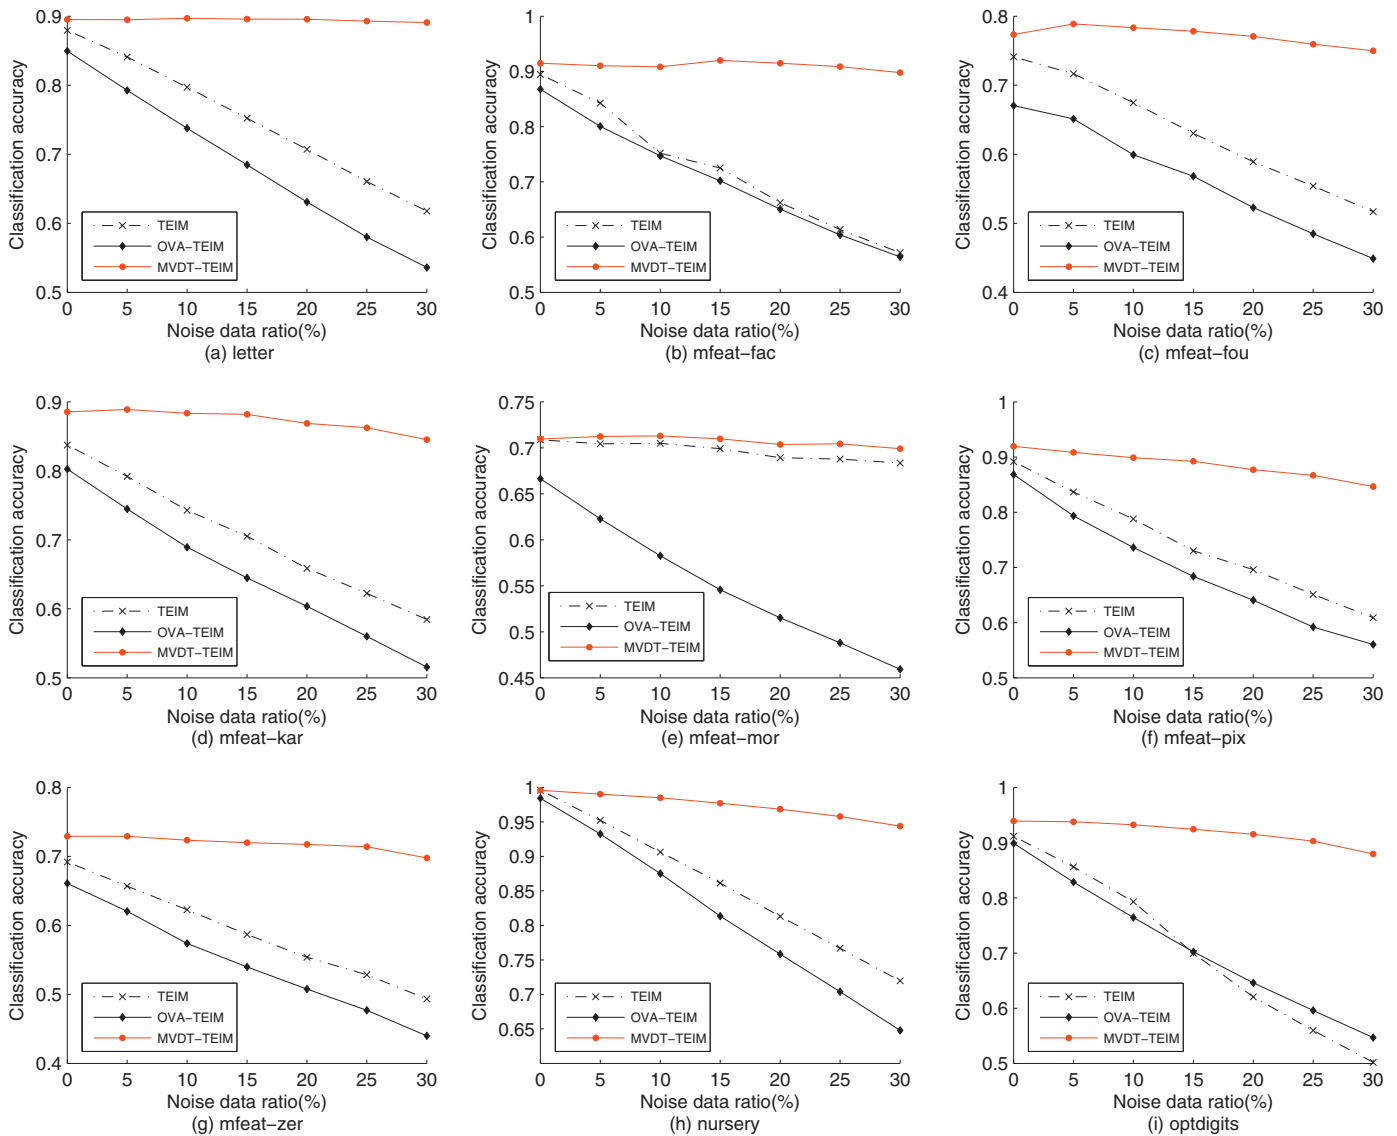 Classification accuracy
0.9
0.8
0.7
0.6
0.5
TEIM
OVA−TEIM
MVDT−TEIM
0 5 10 15 20 25 30
Noise data ratio(%)
(a) letter
Classification accuracy
1
0.9
0.8
0.7
0.6
0.5
TEIM
OVA−TEIM
MVDT−TEIM
0 5 10 15 20 25 30
Noise data ratio(%)
(b) mfeat−fac
Classification accuracy
0.8
0.7
0.6
0.5
0.4
TEIM
OVA−TEIM
MVDT−TEIM
0 5 10 15 20 25 30
Noise data ratio(%)
(c) mfeat−fou
Classification accuracy
0.9
0.8
0.7
0.6
0.5
TEIM
OVA−TEIM
MVDT−TEIM
0 5 10 15 20 25 30
Noise data ratio(%)
(d) mfeat−kar
Classification accuracy
0.75
0.7
0.65
0.6
0.55
0.5
0.45
TEIM
OVA−TEIM
MVDT−TEIM
0 5 10 15 20 25 30
Noise data ratio(%)
(e) mfeat−mor
Classification accuracy
1
0.9
0.8
0.7
0.6
0.5
TEIM
OVA−TEIM
MVDT−TEIM
0 5 10 15 20 25 30
Noise data ratio(%)
(f) mfeat−pix
Classification accuracy
0.8
0.7
0.6
0.5
0.4
TEIM
OVA−TEIM
MVDT−TEIM
0 5 10 15 20 25 30
Noise data ratio(%)
(g) mfeat−zer
Classification accuracy
1
0.95
0.9
0.85
0.8
0.75
0.7
0.65
TEIM
OVA−TEIM
MVDT−TEIM
0 5 10 15 20 25 30
Noise data ratio(%)
(h) nursery
Classification accuracy
1
0.9
0.8
0.7
0.6
0.5
TEIM
OVA−TEIM
MVDT−TEIM
0 5 10 15 20 25 30
Noise data ratio(%)
(i) optdigits